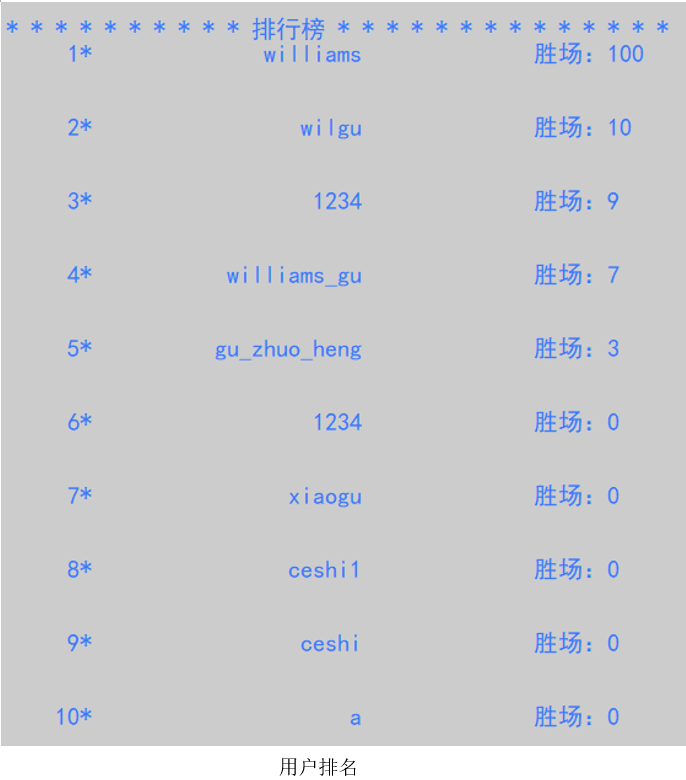 * * * * * * * * * * 排行榜 * * * * * * * * * * * * * *
1* williams 胜场：100
2* wilgu 胜场：10
3* 1234 胜场：9
4* williams_gu 胜场：7
5* gu_zhuo_heng 胜场：3
6* 1234 胜场：0
7* xiaogu 胜场：0
8* ceshi1 胜场：0
9* ceshi 胜场：0
10* a 胜场：0
用户排名